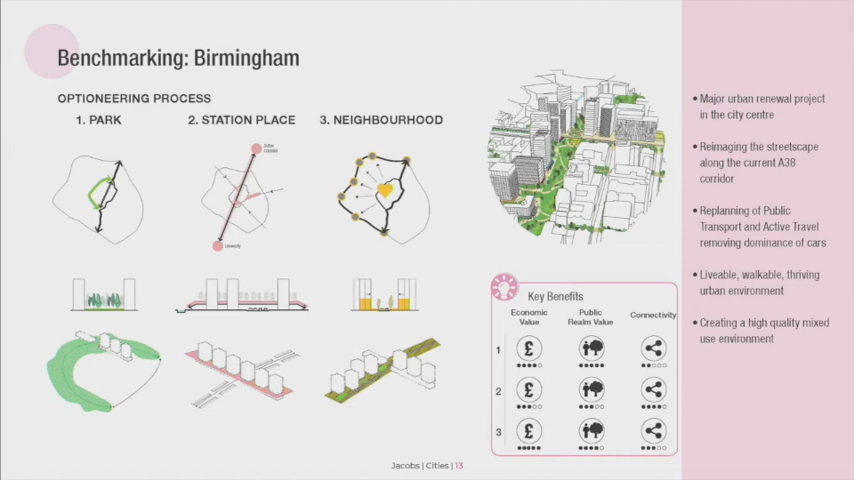 Benchmarking: Birmingham
OPTIONEERING PROCESS
1. PARK
2. STATION PLACE
3. NEIGHBOURHOOD
Key Benefits
Economic
Value
Public
Realm Value
Connectivity
1
2
3
• Major urban renewal project
in the city centre
• Reimaging the streetscape
along the current A38
corridor
• Replanning of Public
Transport and Active Travel
removing dominance of cars
• Liveable, walkable, thriving
urban environment
• Creating a high quality mixed
use environment
Jacobs | Cities | 13